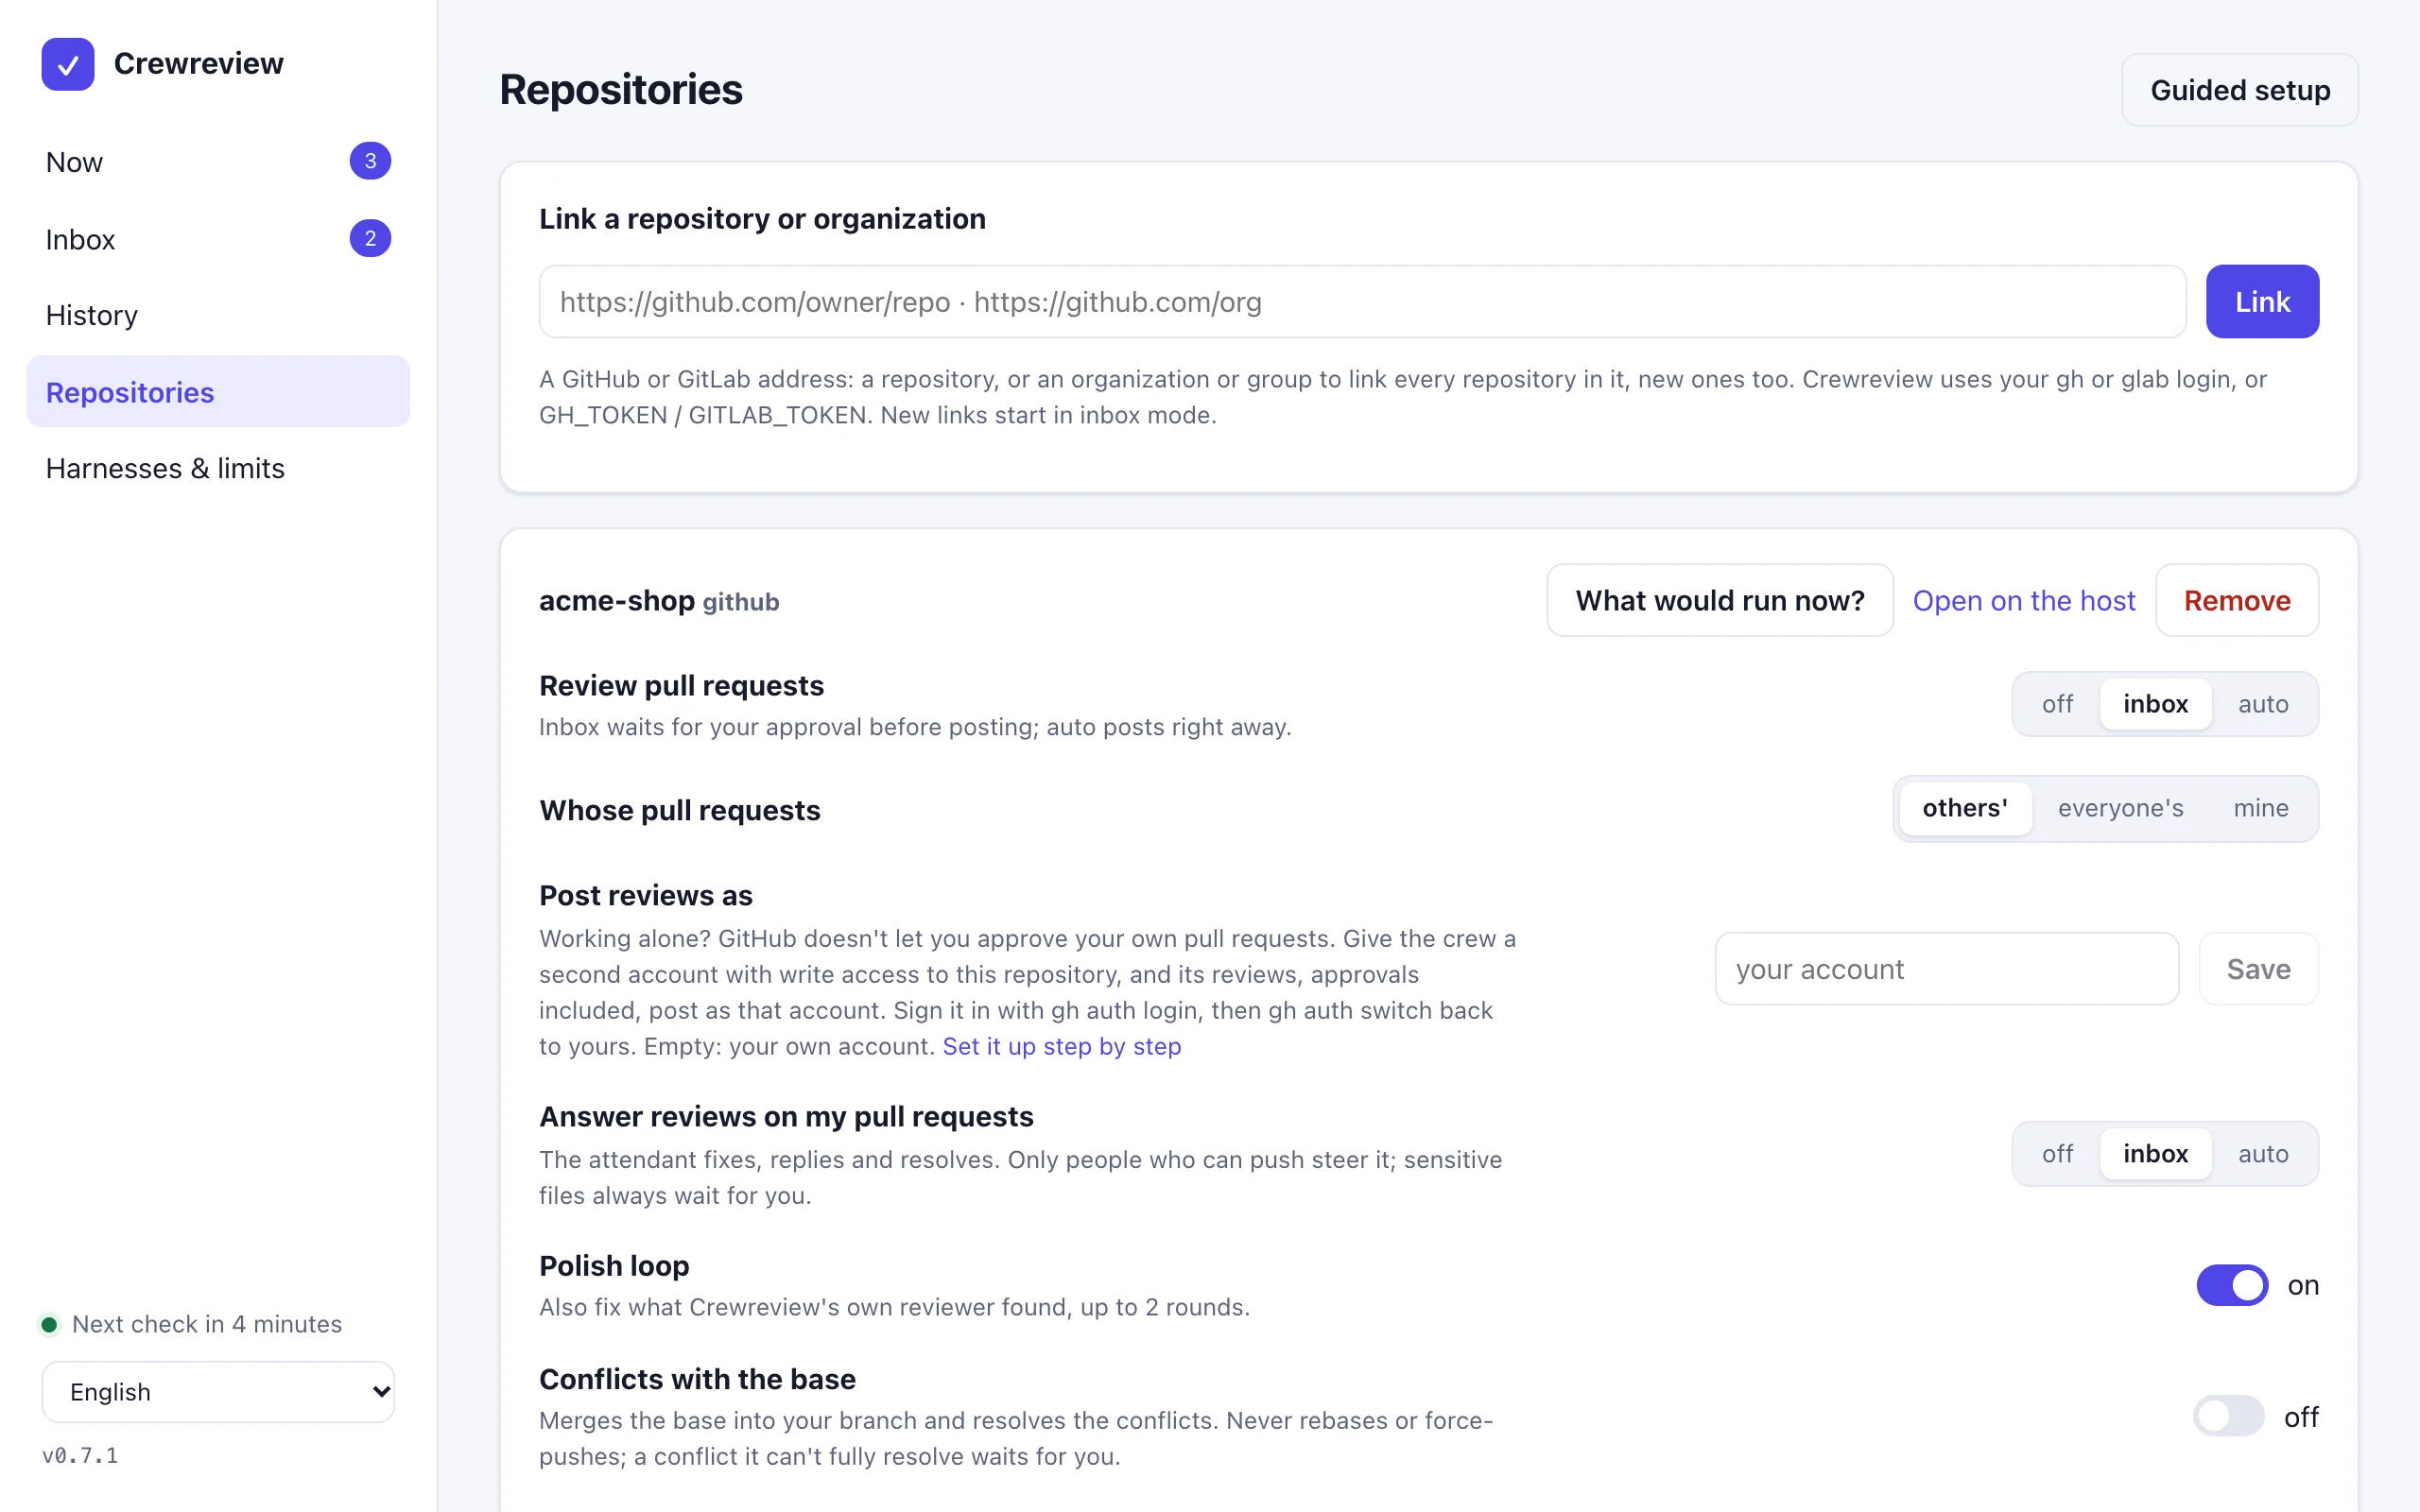 Crewreview
Now 3
Inbox 2
History
Repositories
Harnesses & limits
Next check in 4 minutes
English
v0.7.1
Repositories
Guided setup
Link a repository or organization
https://github.com/owner/repo · https://github.com/org
Link
A GitHub or GitLab address: a repository, or an organization or group to link every repository in it, new ones too. Crewreview uses your gh or glab login, or
GH_TOKEN / GITLAB_TOKEN. New links start in inbox mode.
acme-shop github
What would run now?
Open on the host
Remove
Review pull requests
Inbox waits for your approval before posting; auto posts right away.
off inbox auto
Whose pull requests
others' everyone's mine
Post reviews as
Working alone? GitHub doesn't let you approve your own pull requests. Give the crew a
second account with write access to this repository, and its reviews, approvals
included, post as that account. Sign it in with gh auth login, then gh auth switch back
to yours. Empty: your own account. Set it up step by step
your account
Save
Answer reviews on my pull requests
The attendant fixes, replies and resolves. Only people who can push steer it; sensitive
files always wait for you.
off inbox auto
Polish loop
Also fix what Crewreview's own reviewer found, up to 2 rounds.
on
Conflicts with the base
Merges the base into your branch and resolves the conflicts. Never rebases or force-
pushes; a conflict it can't fully resolve waits for you.
off